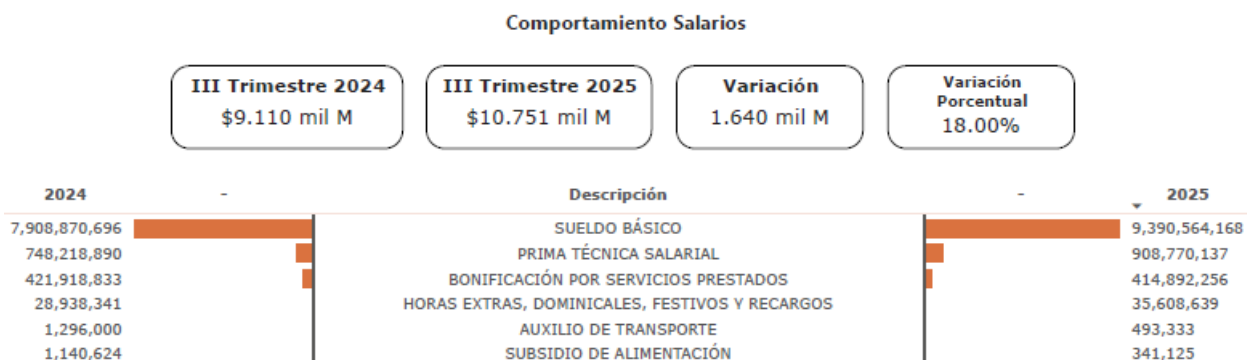 Comportamiento Salarios
III Trimestre 2024
$9.110 mil M
III Trimestre 2025
$10.751 mil M
Variación
1.640 mil M
Variación
Porcentual
18.00%
2024 - Descripción - 2025
7,908,870,696 SUELDO BÁSICO 9,390,564,168
748,218,890 PRIMA TÉCNICA SALARIAL 908,770,137
421,918,833 BONIFICACIÓN POR SERVICIOS PRESTADOS 414,892,256
28,938,341 HORAS EXTRAS, DOMINICALES, FESTIVOS Y RECARGOS 35,608,639
1,296,000 AUXILIO DE TRANSPORTE 493,333
1,140,624 SUBSIDIO DE ALIMENTACIÓN 341,125